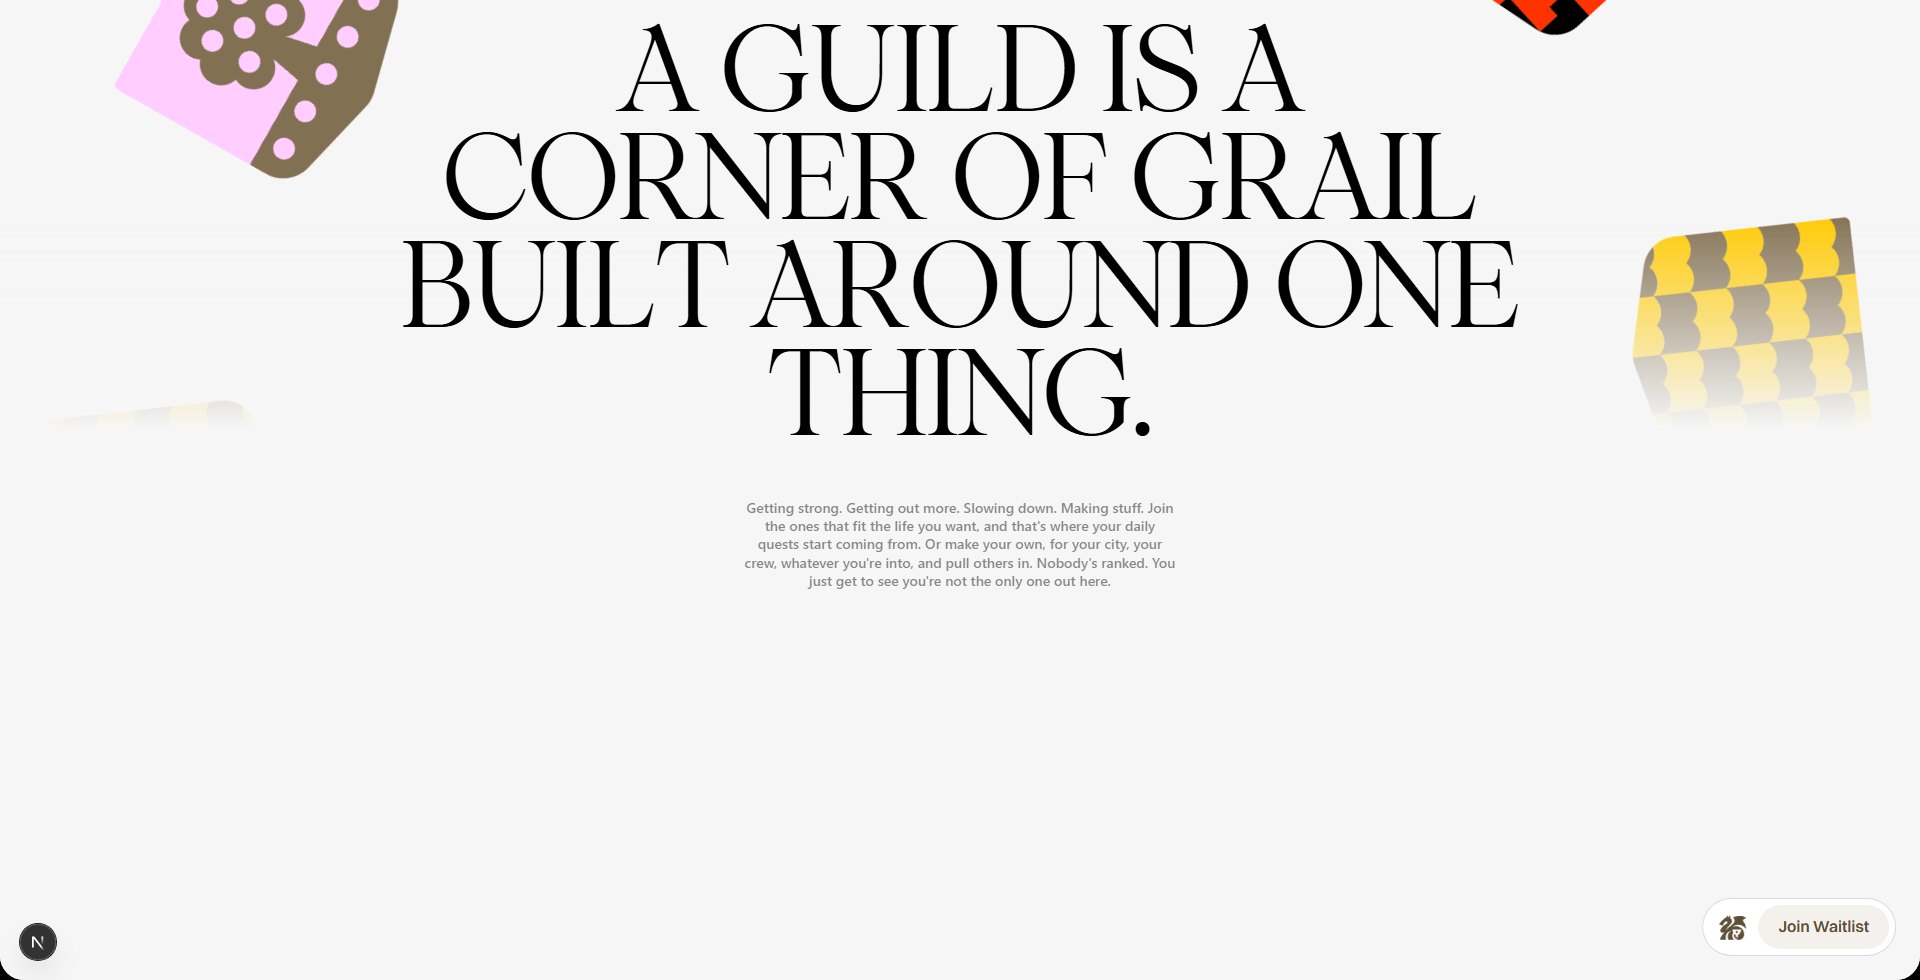 A GUILD IS A
CORNER OF GRAIL
BUILT AROUND ONE
THING.
Getting strong. Getting out more. Slowing down. Making stuff. Join
the ones that fit the life you want, and that's where your daily
quests start coming from. Or make your own, for your city, your
crew, whatever you're into, and pull others in. Nobody's ranked. You
just get to see you're not the only one out here.
N
Join Waitlist